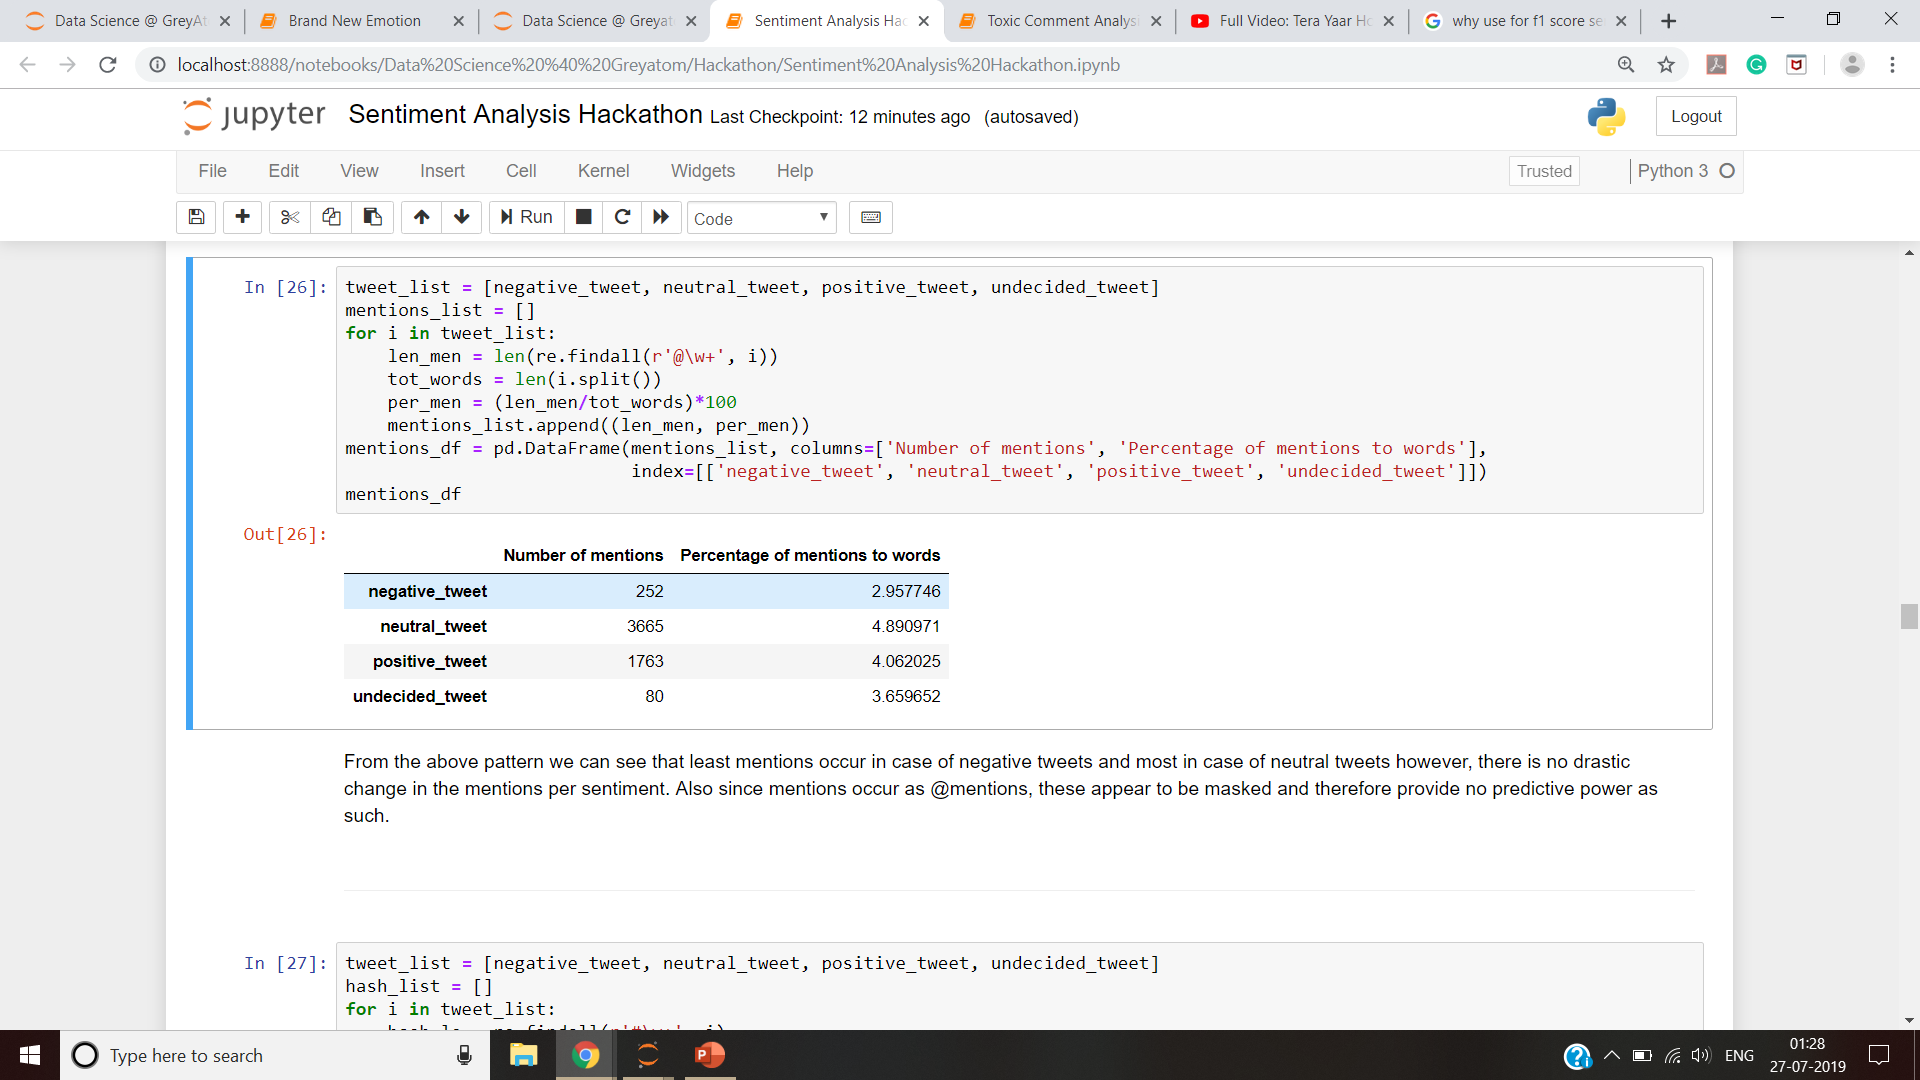 Data Science @ GreyAt
Brand New Emotion
Data Science @ Greyat
Sentiment Analysis Hac
Toxic Comment Analysi
Full Video: Tera Yaar Ho
why use for f1 score se
localhost:8888/notebooks/Data%20Science%20%40%20Greyatom/Hackathon/Sentiment%20Analysis%20Hackathon.ipynb
jupyter Sentiment Analysis Hackathon Last Checkpoint: 12 minutes ago (autosaved)
Logout
File Edit View Insert Cell Kernel Widgets Help
Trusted
Python 3
Run
Code
In [26]:
tweet_list = [negative_tweet, neutral_tweet, positive_tweet, undecided_tweet]
mentions_list = []
for i in tweet_list:
    len_men = len(re.findall(r'@\w+', i))
    tot_words = len(i.split())
    per_men = (len_men/tot_words)*100
    mentions_list.append((len_men, per_men))
mentions_df = pd.DataFrame(mentions_list, columns=['Number of mentions', 'Percentage of mentions to words'],
                           index=[['negative_tweet', 'neutral_tweet', 'positive_tweet', 'undecided_tweet']])
mentions_df
Out[26]:
Number of mentions Percentage of mentions to words
negative_tweet 252 2.957746
neutral_tweet 3665 4.890971
positive_tweet 1763 4.062025
undecided_tweet 80 3.659652
From the above pattern we can see that least mentions occur in case of negative tweets and most in case of neutral tweets however, there is no drastic
change in the mentions per sentiment. Also since mentions occur as @mentions, these appear to be masked and therefore provide no predictive power as
such.
In [27]:
tweet_list = [negative_tweet, neutral_tweet, positive_tweet, undecided_tweet]
hash_list = []
for i in tweet_list:
Type here to search
ENG
01:28
27-07-2019